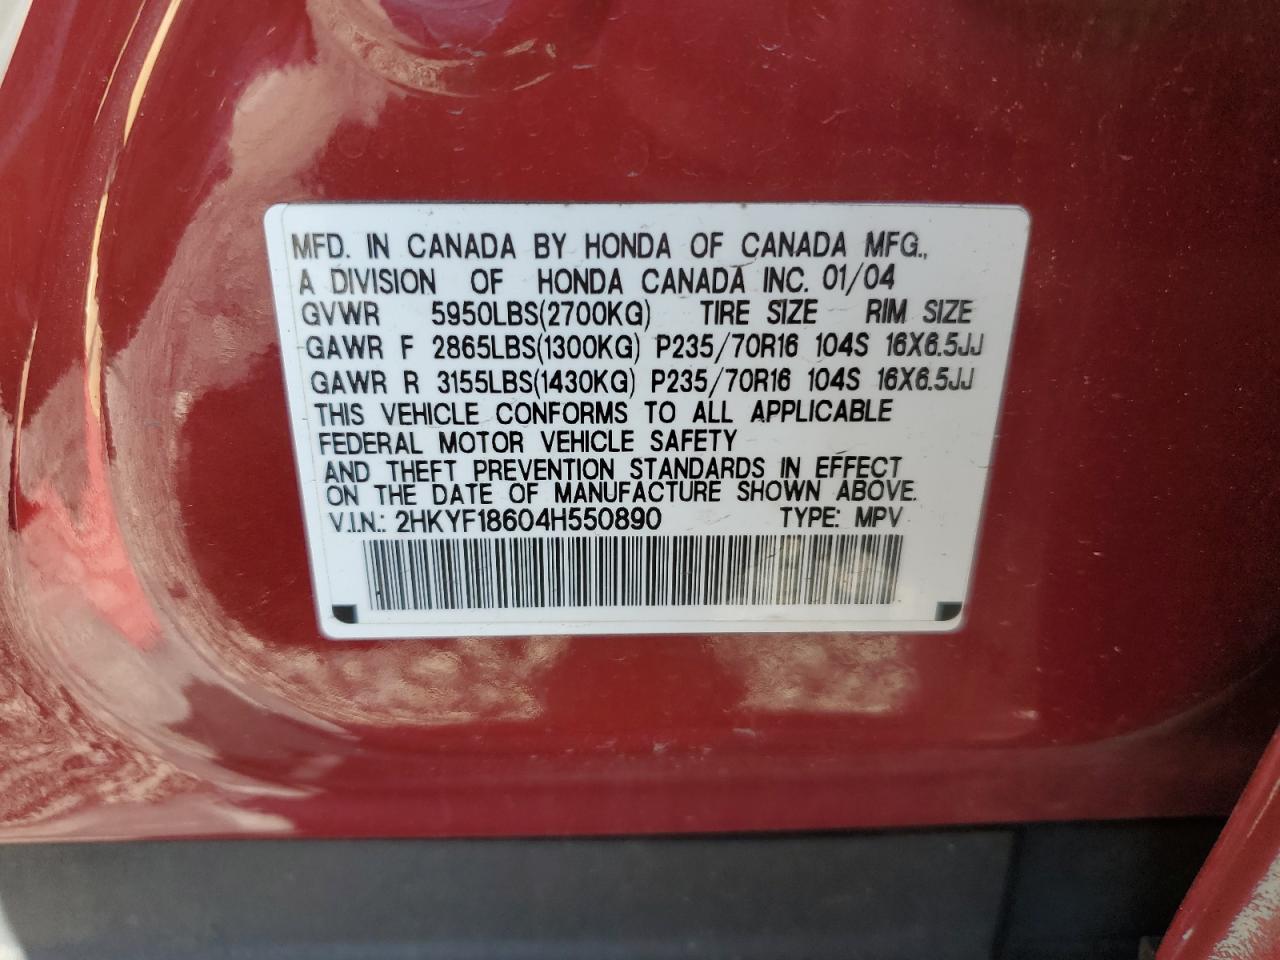 MFD. IN CANADA BY HONDA OF CANADA MFG.,
A DIVISION OF HONDA CANADA INC. 01/04
GVWR 5950LBS(2700KG) TIRE SIZE RIM SIZE
GAWR F 2865LBS(1300KG) P235/70R16 104S 16X6.5JJ
GAWR R 3155LBS(1430KG) P235/70R16 104S 16X6.5JJ
THIS VEHICLE CONFORMS TO ALL APPLICABLE
FEDERAL MOTOR VEHICLE SAFETY
AND THEFT PREVENTION STANDARDS IN EFFECT
ON THE DATE OF MANUFACTURE SHOWN ABOVE.
V.I.N.: 2HKYF18604H550890 TYPE: MPV